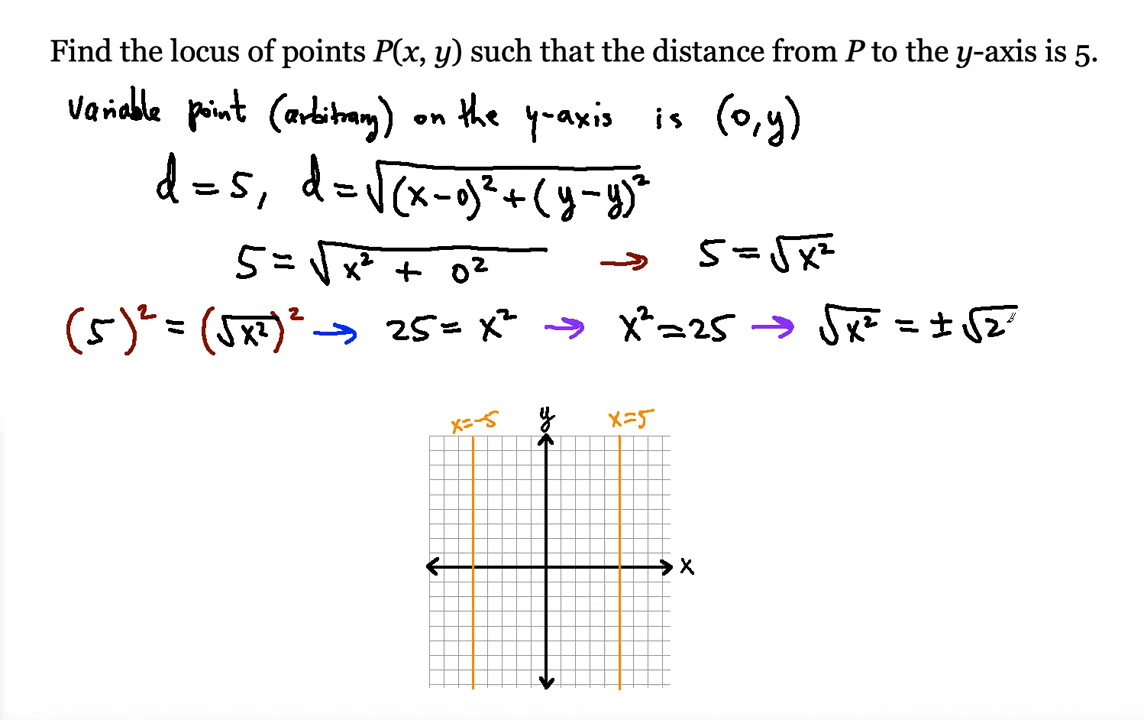 Find the locus of points P(x, y) such that the distance from P to the y-axis is 5.
Variable point (arbitrary) on the y-axis is (0,y)
d = 5, d = √(x-0)² + (y-y)²
5 = √x² + 0² → 5 = √x²
(5)² = (√x²)² → 25 = x² → x² = 25 → √x² = ± √2
x=-5 y x=5
x